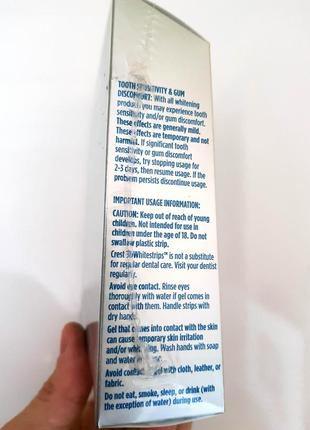 TOOTH SENSITIVITY & GUM
DISCOMFORT: With all whitening
products you may experience tooth
sensitivity and/or gum discomfort.
These effects are generally mild.
These effects are temporary and not
harmful. If significant tooth
sensitivity or gum discomfort
develops, try stopping usage for
2-3 days, then resume usage. If the
problem persists discontinue usage.
IMPORTANT USAGE INFORMATION:
CAUTION: Keep out of reach of young
children. Not intended for use in
children under the age of 18. Do not
swallow plastic strip.
Crest 3DWhitestrips™ is not a substitute
for regular dental care. Visit your dentist
regularly.
Avoid eye contact. Rinse eyes
thoroughly with water if gel comes in
contact with them. Handle strips with
dry hands.
Gel that comes into contact with the skin
can cause temporary skin irritation
and/or whitening. Wash hands with soap
and water
Avoid contact gel with cloth, leather, or
fabric.
Do not eat, smoke, sleep, or drink (with
the exception of water) during use.